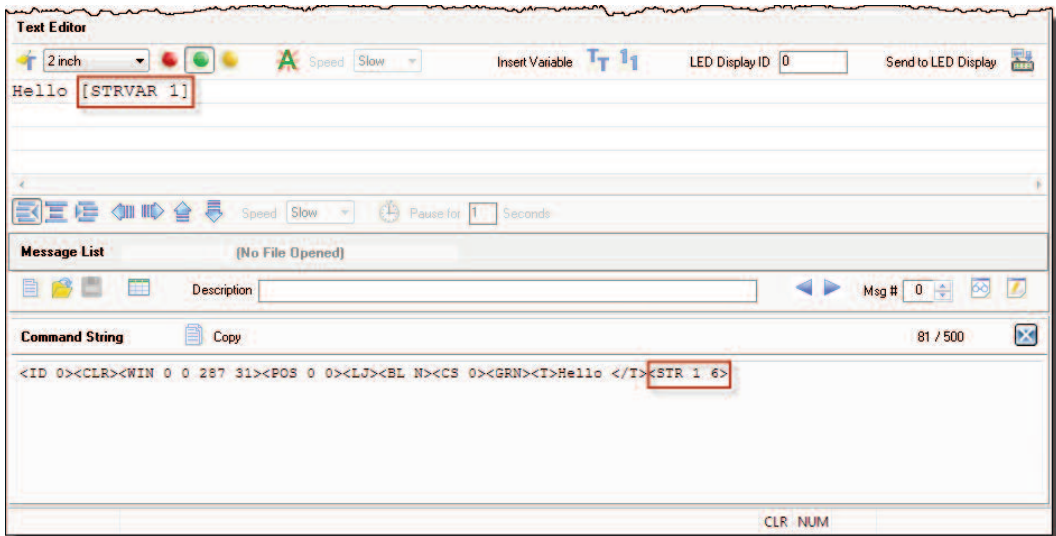 Text Editor
2 inch Speed Slow Insert Variable LED Display ID 0 Send to LED Display
Hello [STRVAR 1]
Speed Slow Pause for 1 Seconds
Message List (No File Opened)
Description Msg # 0
Command String Copy 81 / 500
<ID 0><CLR><WIN 0 0 287 31><POS 0 0><LJ><BL N><CS 0><GRN><T>Hello </T><STR 1 6>
CLR NUM